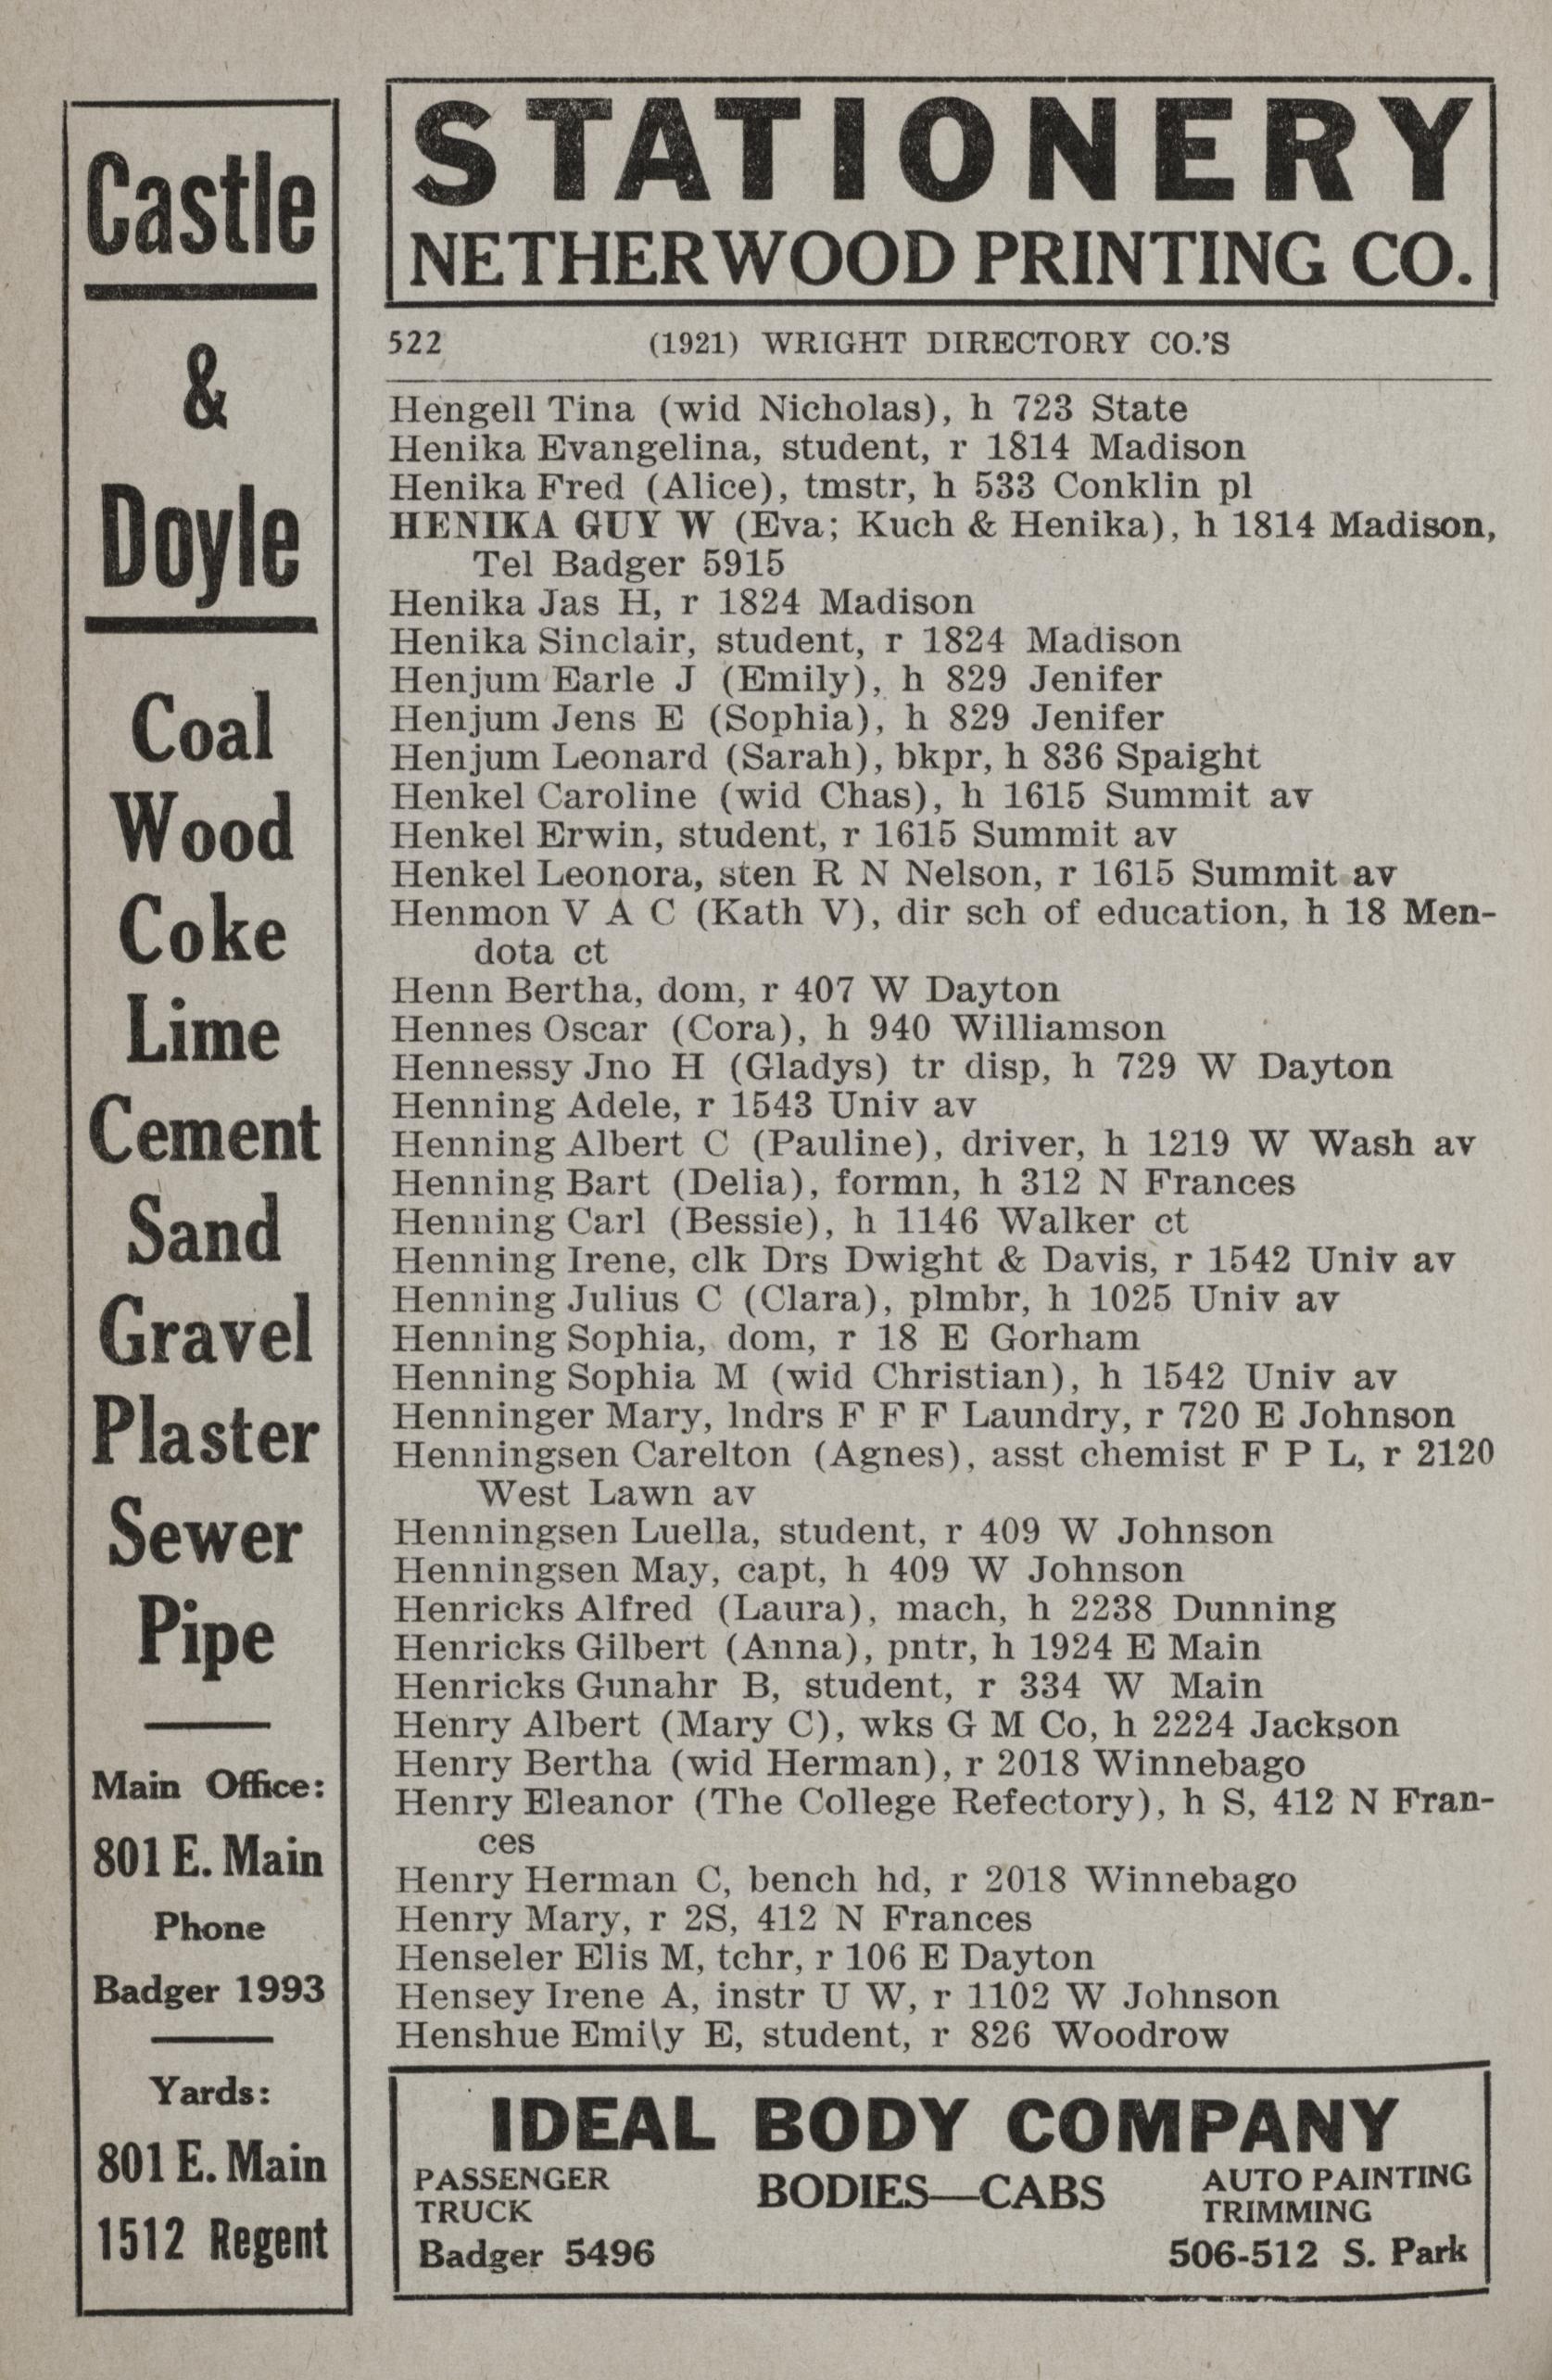 Castle
&
Doyle
Coal
Wood
Coke
Lime
Cement
Sand
Gravel
Plaster
Sewer
Pipe
Main Office:
801 E. Main
Phone
Badger 1993
Yards:
801 E. Main
1512 Regent
STATIONERY
NETHERWOOD PRINTING CO.
522 (1921) WRIGHT DIRECTORY CO.'S
Hengell Tina (wid Nicholas), h 723 State
Henika Evangelina, student, r 1814 Madison
Henika Fred (Alice), tmstr, h 533 Conklin pl
HENIKA GUY W (Eva; Kuch & Henika), h 1814 Madison,
Tel Badger 5915
Henika Jas H, r 1824 Madison
Henika Sinclair, student, r 1824 Madison
Henjum Earle J (Emily), h 829 Jenifer
Henjum Jens E (Sophia), h 829 Jenifer
Henjum Leonard (Sarah), bkpr, h 836 Spaight
Henkel Caroline (wid Chas), h 1615 Summit av
Henkel Erwin, student, r 1615 Summit av
Henkel Leonora, sten R N Nelson, r 1615 Summit av
Henmon V A C (Kath V), dir sch of education, h 18 Men-
dota ct
Henn Bertha, dom, r 407 W Dayton
Hennes Oscar (Cora), h 940 Williamson
Hennessy Jno H (Gladys) tr disp, h 729 W Dayton
Henning Adele, r 1543 Univ av
Henning Albert C (Pauline), driver, h 1219 W Wash av
Henning Bart (Delia), formn, h 312 N Frances
Henning Carl (Bessie), h 1146 Walker ct
Henning Irene, clk Drs Dwight & Davis, r 1542 Univ av
Henning Julius C (Clara), plmbr, h 1025 Univ av
Henning Sophia, dom, r 18 E Gorham
Henning Sophia M (wid Christian), h 1542 Univ av
Henninger Mary, lndrs F F F Laundry, r 720 E Johnson
Henningsen Carelton (Agnes), asst chemist F P L, r 2120
West Lawn av
Henningsen Luella, student, r 409 W Johnson
Henningsen May, capt, h 409 W Johnson
Henricks Alfred (Laura), mach, h 2238 Dunning
Henricks Gilbert (Anna), pntr, h 1924 E Main
Henricks Gunahr B, student, r 334 W Main
Henry Albert (Mary C), wks G M Co, h 2224 Jackson
Henry Bertha (wid Herman), r 2018 Winnebago
Henry Eleanor (The College Refectory), h S, 412 N Fran-
ces
Henry Herman C, bench hd, r 2018 Winnebago
Henry Mary, r 2S, 412 N Frances
Henseler Elis M, tchr, r 106 E Dayton
Hensey Irene A, instr U W, r 1102 W Johnson
Henshue Emily E, student, r 826 Woodrow
IDEAL BODY COMPANY
PASSENGER
TRUCK
BODIES—CABS
AUTO PAINTING
TRIMMING
Badger 5496
506-512 S. Park